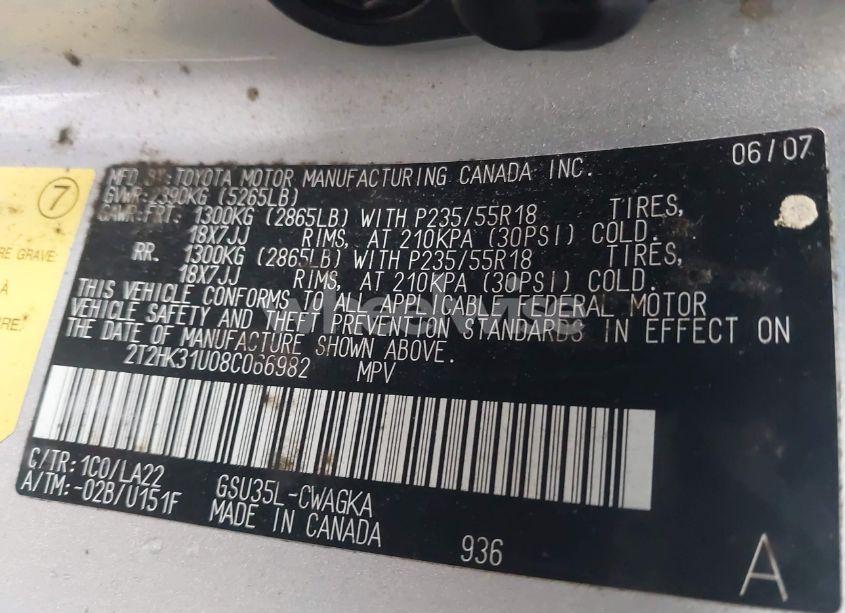 06/07
MFD. BY: TOYOTA MOTOR MANUFACTURING CANADA INC.
GVWR: 2390KG (5265LB)
GAWR: FRT. 1300KG (2865LB) WITH P235/55R18 TIRES,
18X7JJ RIMS, AT 210KPA (30PSI) COLD.
RR. 1300KG (2865LB) WITH P235/55R18 TIRES,
18X7JJ RIMS, AT 210KPA (30PSI) COLD.
THIS VEHICLE CONFORMS TO ALL APPLICABLE FEDERAL MOTOR
VEHICLE SAFETY AND THEFT PREVENTION STANDARDS IN EFFECT ON
THE DATE OF MANUFACTURE SHOWN ABOVE.
2T2HK31U08C066982 MPV
C/TR: 1C0/LA22
A/TM: -02B/U151F
GSU35L-CWAGKA
MADE IN CANADA
936
A
7
RE GRAVE
À
RE.